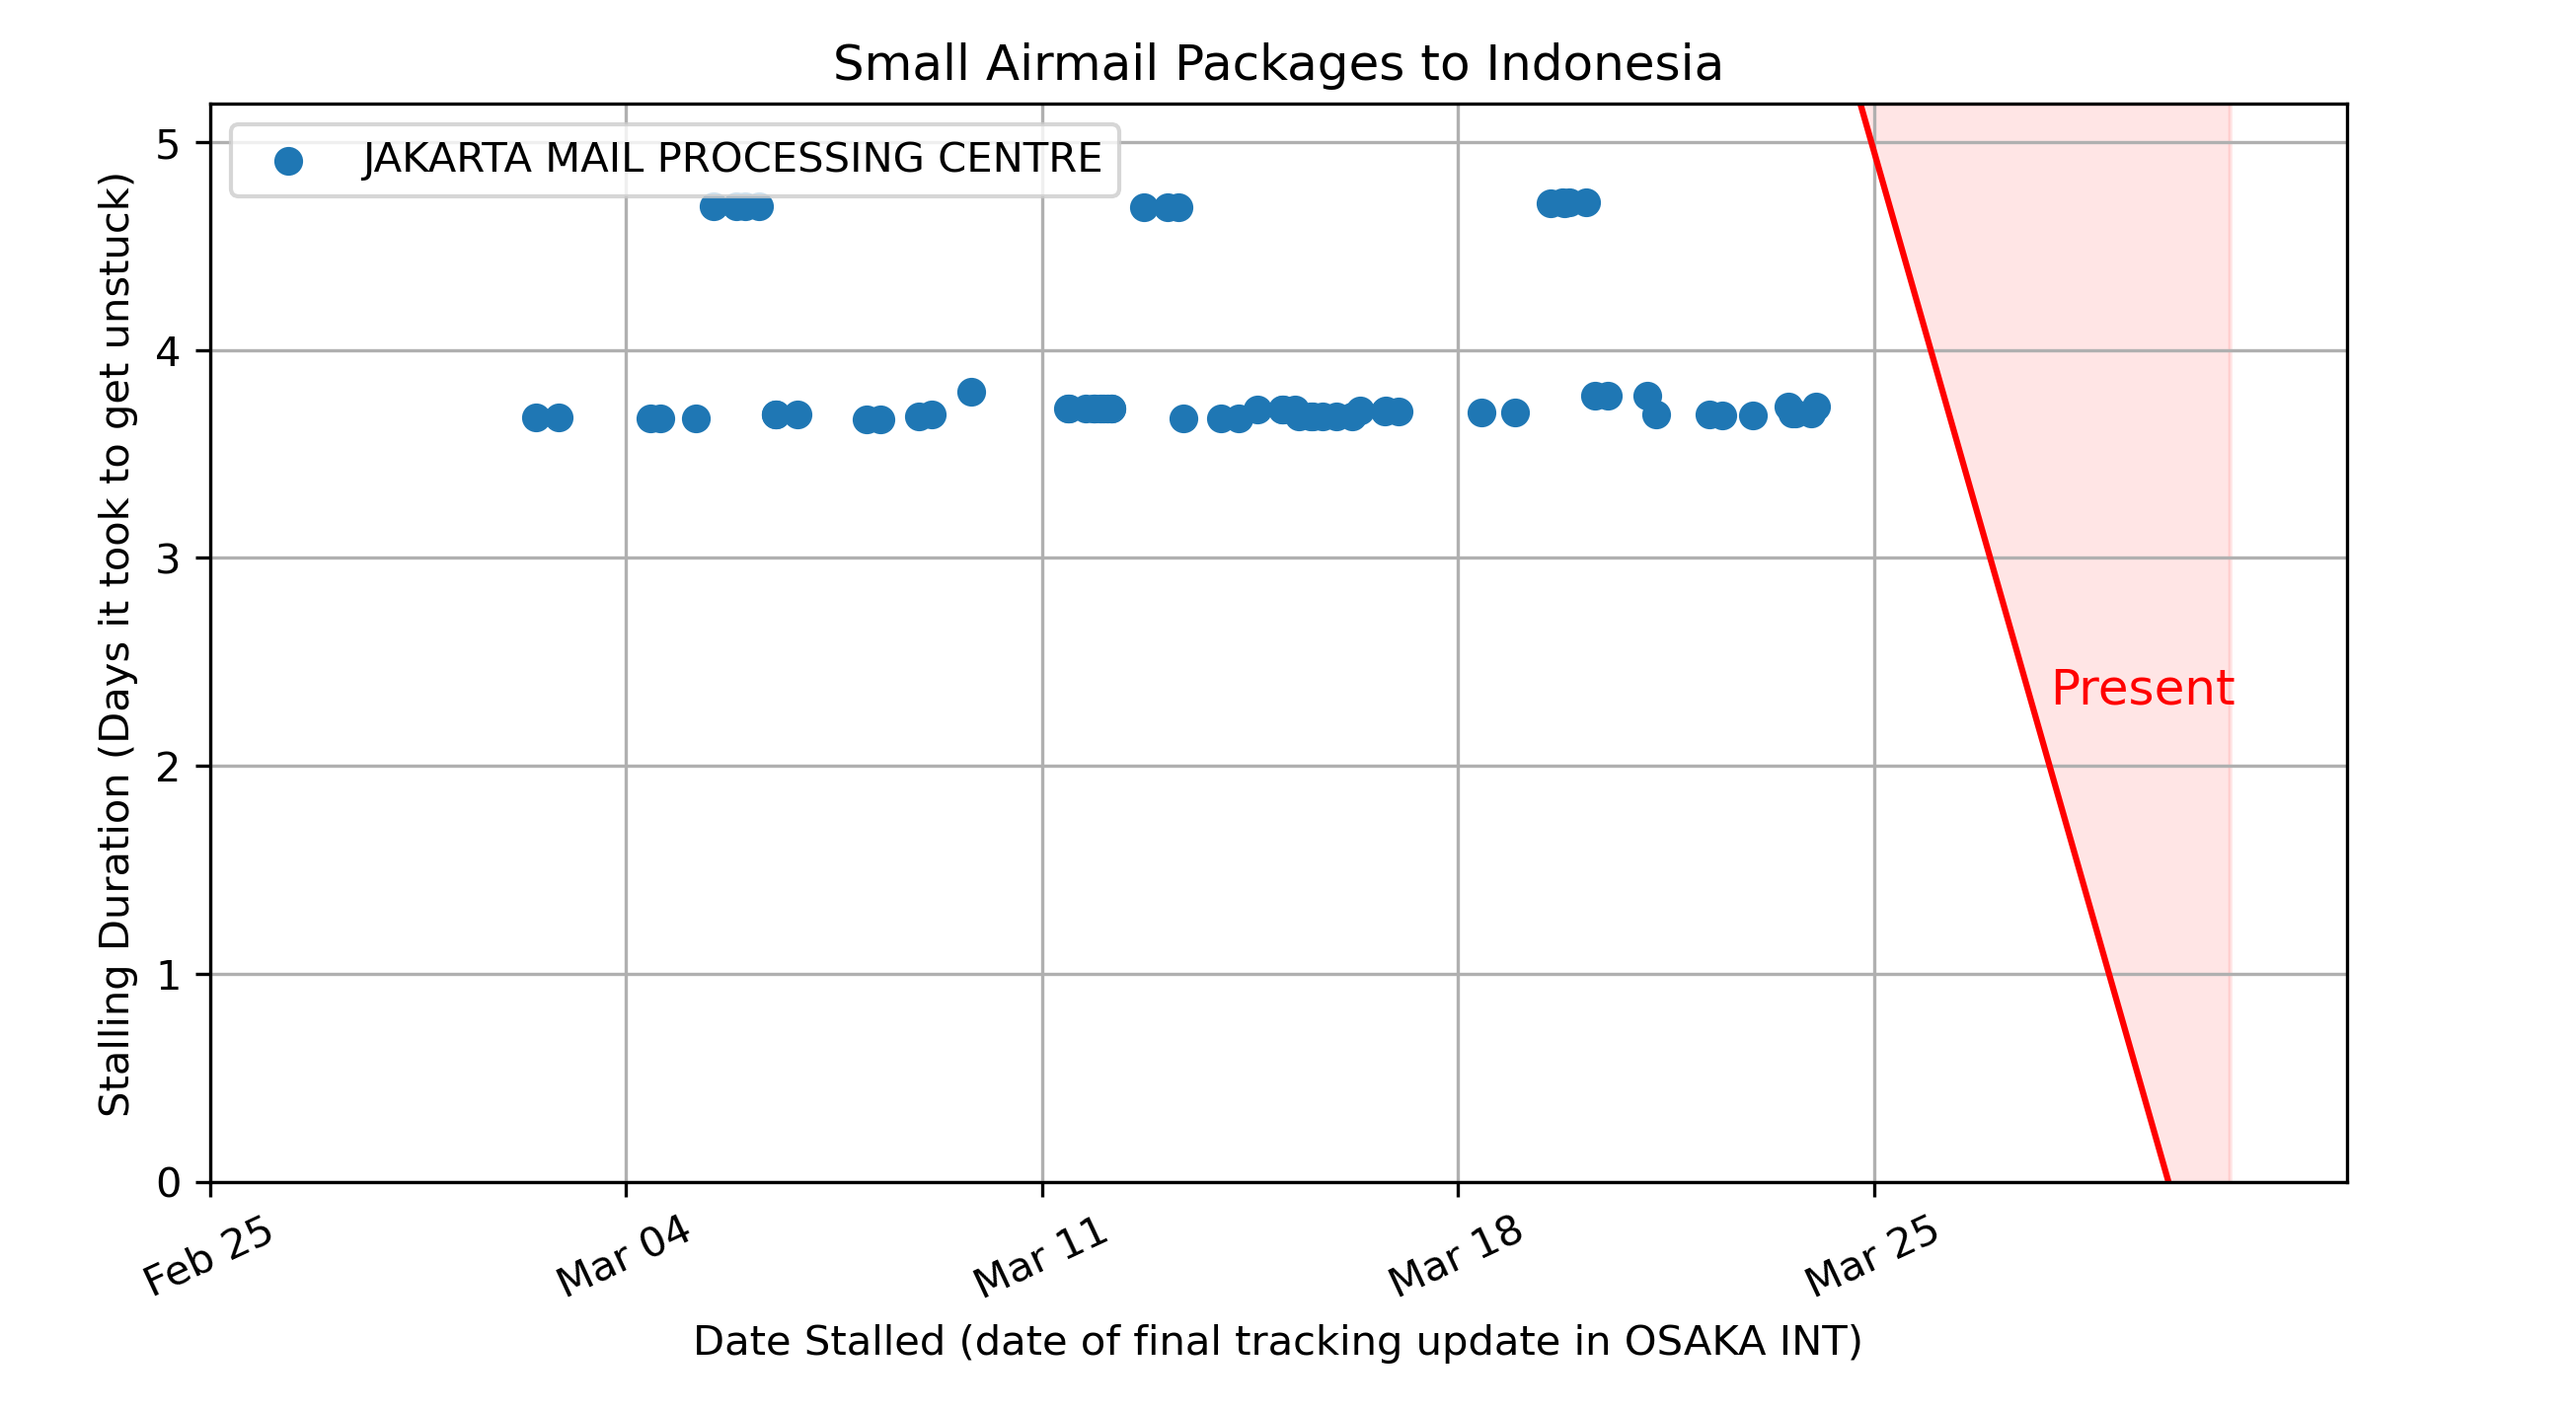 Small Airmail Packages to Indonesia
JAKARTA MAIL PROCESSING CENTRE
Stalling Duration (Days it took to get unstuck)
5
4
3
2
1
0
Present
Feb 25
Mar 04
Mar 11
Mar 18
Mar 25
Date Stalled (date of final tracking update in OSAKA INT)